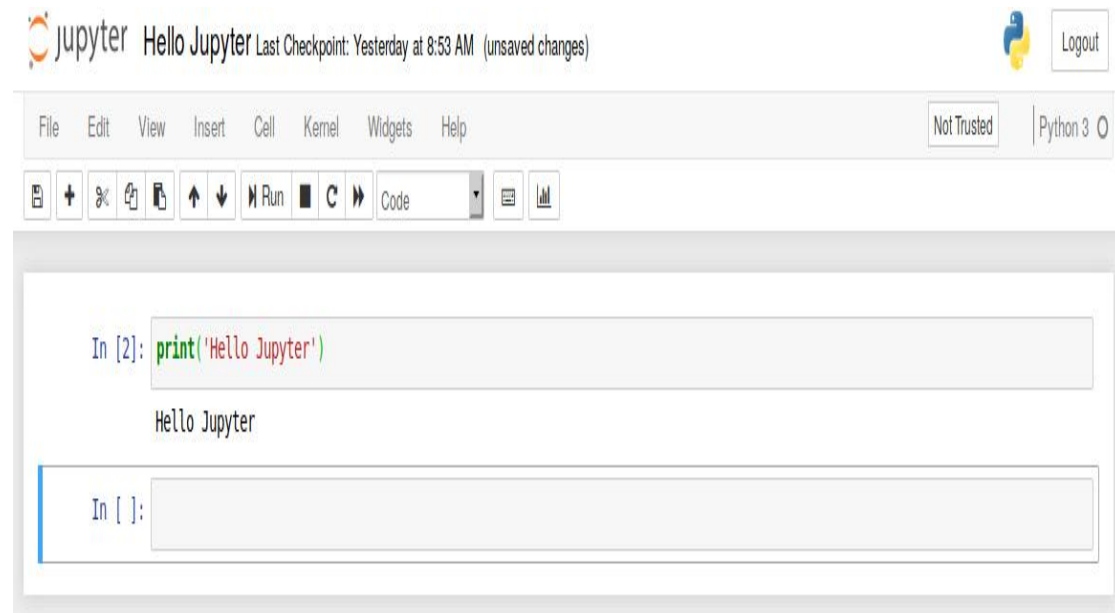 jupyter Hello Jupyter Last Checkpoint: Yesterday at 8:53 AM (unsaved changes) Logout
File Edit View Insert Cell Kernel Widgets Help Not Trusted Python 3
Run Code
In [2]: print('Hello Jupyter')
Hello Jupyter
In [ ]: